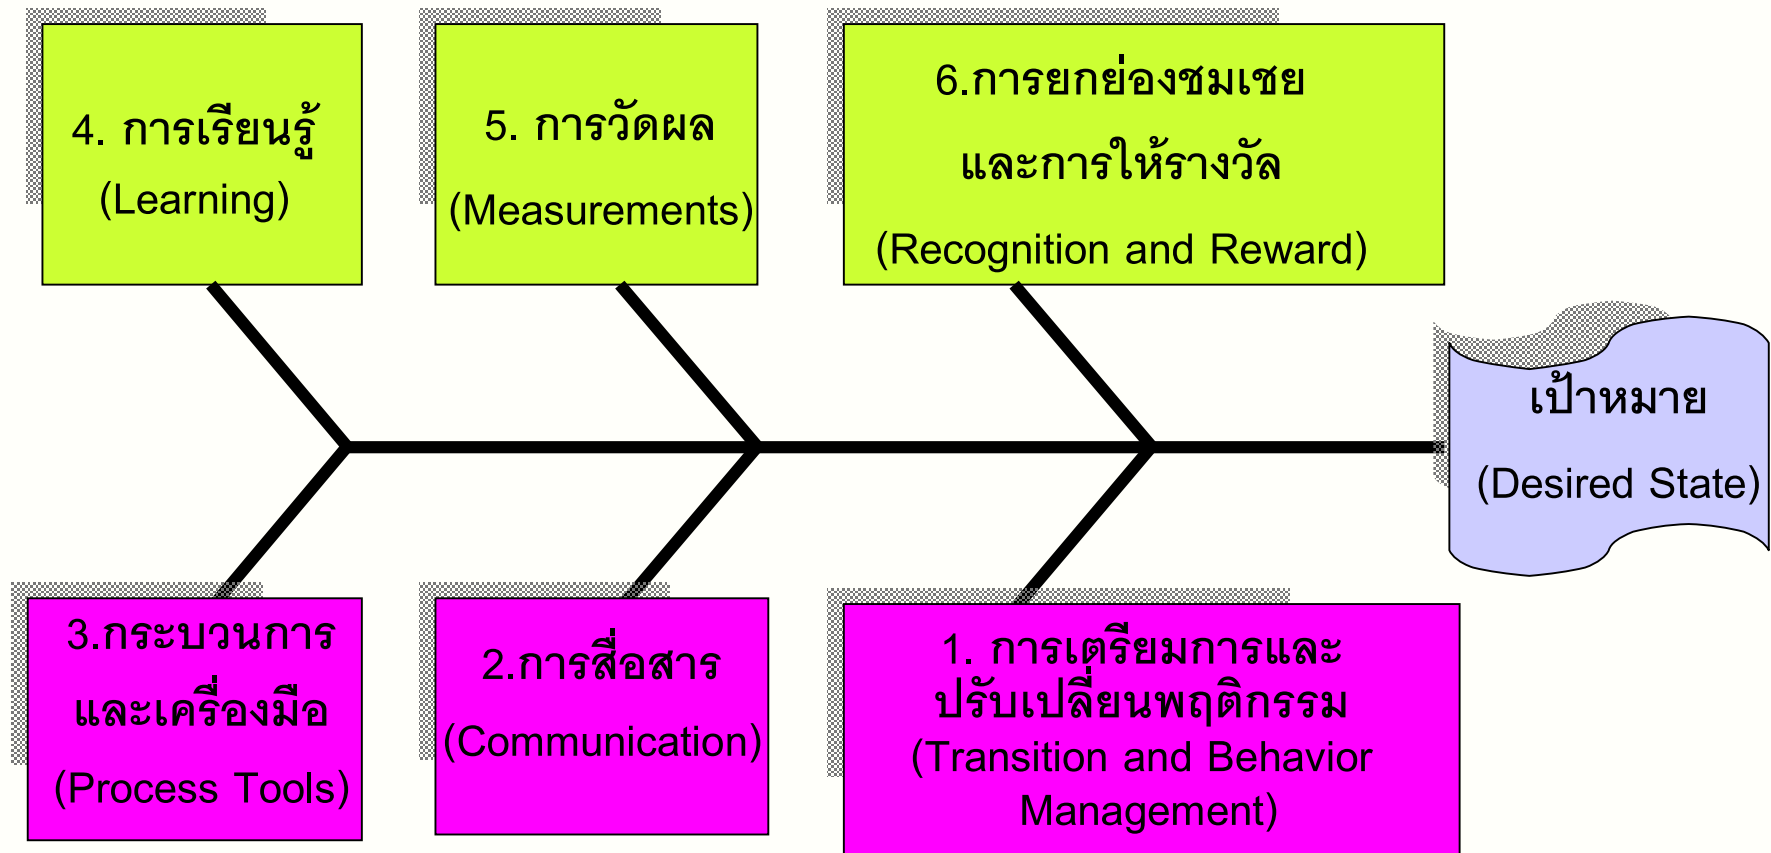 4. การเรียนรู้
(Learning)
5. การวัดผล
(Measurements)
6.การยกย่องชมเชย
และการให้รางวัล
(Recognition and Reward)
เป้าหมาย
(Desired State)
3.กระบวนการ
และเครื่องมือ
(Process Tools)
2.การสื่อสาร
(Communication)
1. การเตรียมการและ
ปรับเปลี่ยนพฤติกรรม
(Transition and Behavior
Management)